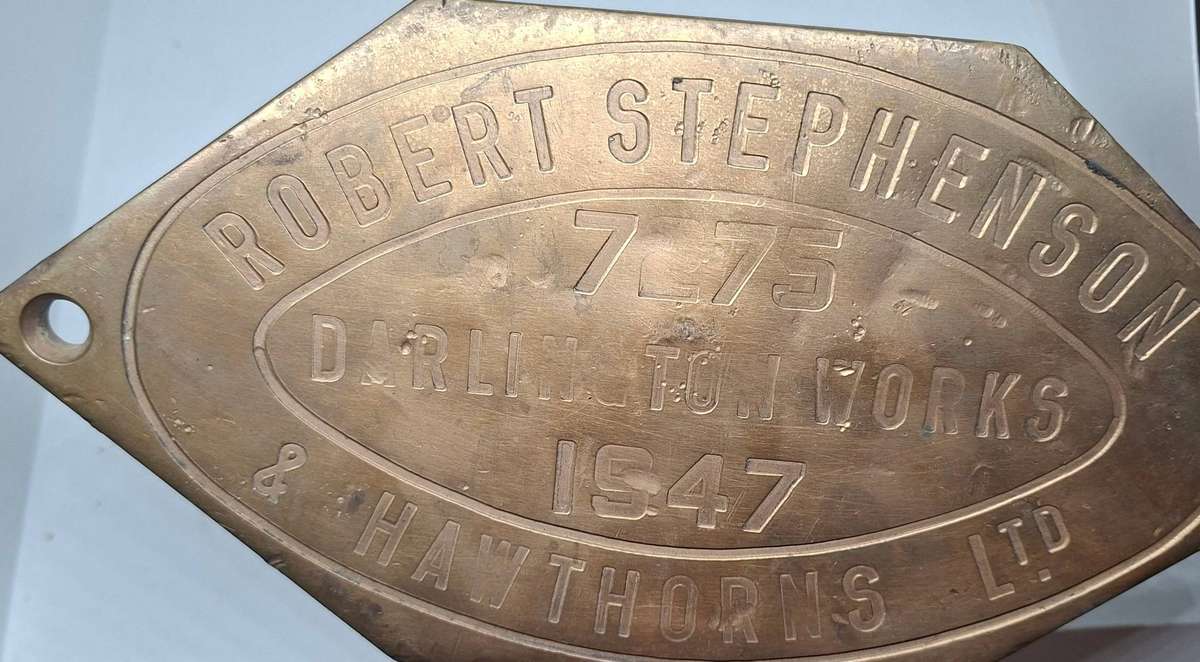 ROBERT STEPHENSON
7275
DARLINGTON WORKS
1947
& HAWTHORNS LTD.